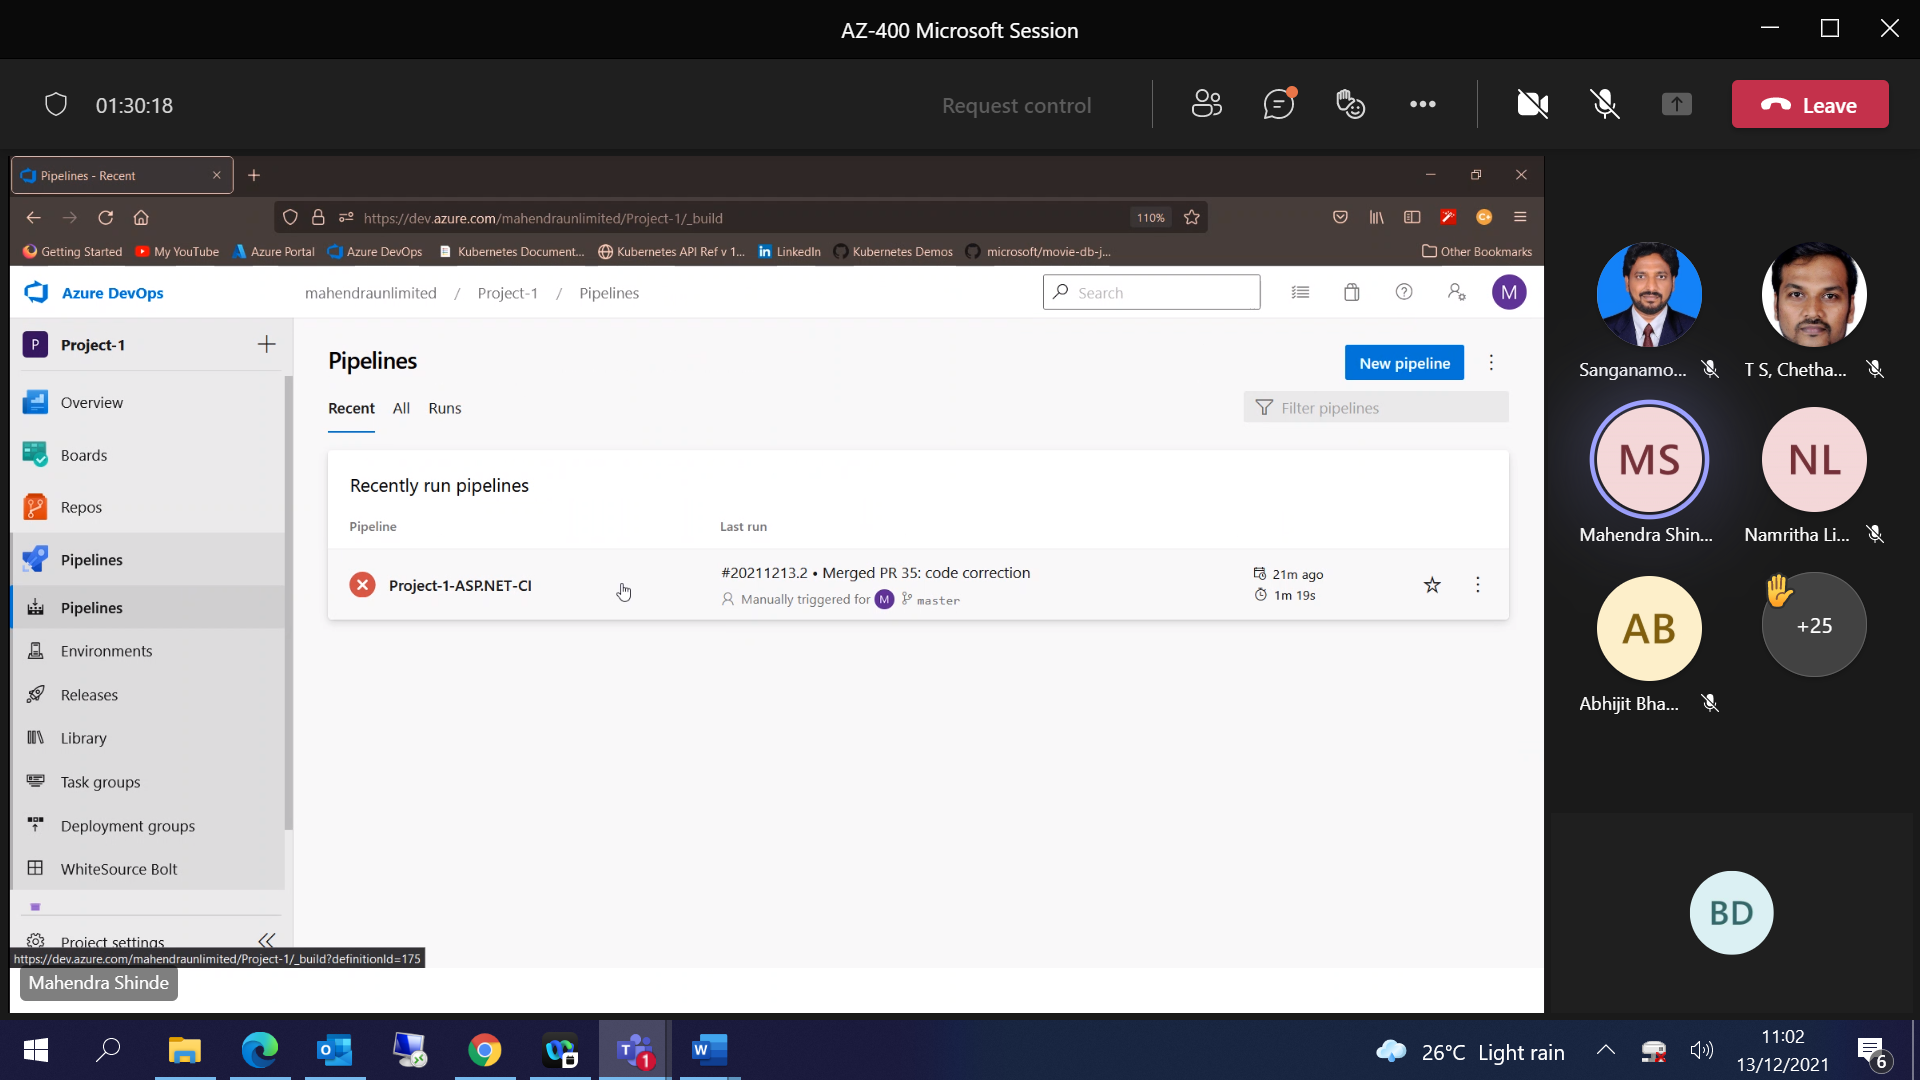 AZ-400 Microsoft Session
01:30:18
Request control
Leave
Pipelines - Recent
https://dev.azure.com/mahendraunlimited/Project-1/_build
110%
Getting Started
My YouTube
Azure Portal
Azure DevOps
Kubernetes Document...
Kubernetes API Ref v 1...
LinkedIn
Kubernetes Demos
microsoft/movie-db-j...
Other Bookmarks
Azure DevOps
mahendraunlimited / Project-1 / Pipelines
Search
M
P Project-1
Overview
Boards
Repos
Pipelines
Pipelines
Environments
Releases
Library
Task groups
Deployment groups
WhiteSource Bolt
Project settings
https://dev.azure.com/mahendraunlimited/Project-1/_build?definitionId=175
Mahendra Shinde
Pipelines
New pipeline
Recent All Runs
Filter pipelines
Recently run pipelines
Pipeline
Last run
Project-1-ASP.NET-CI
#20211213.2 • Merged PR 35: code correction
Manually triggered for M master
21m ago
1m 19s
Sanganamo...
T S, Chetha...
MS
NL
Mahendra Shin...
Namritha Li...
AB
+25
Abhijit Bha...
BD
T 1
26°C Light rain
11:02
13/12/2021
6